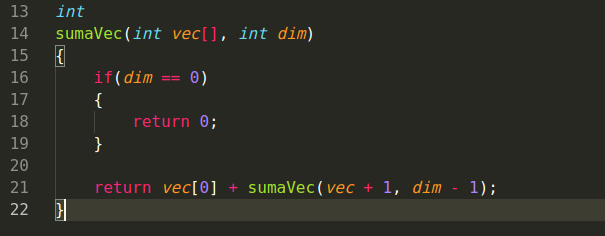 13 int
14 sumaVec(int vec[], int dim)
15 {
16     if(dim == 0)
17     {
18         return 0;
19     }
20
21     return vec[0] + sumaVec(vec + 1, dim - 1);
22 }